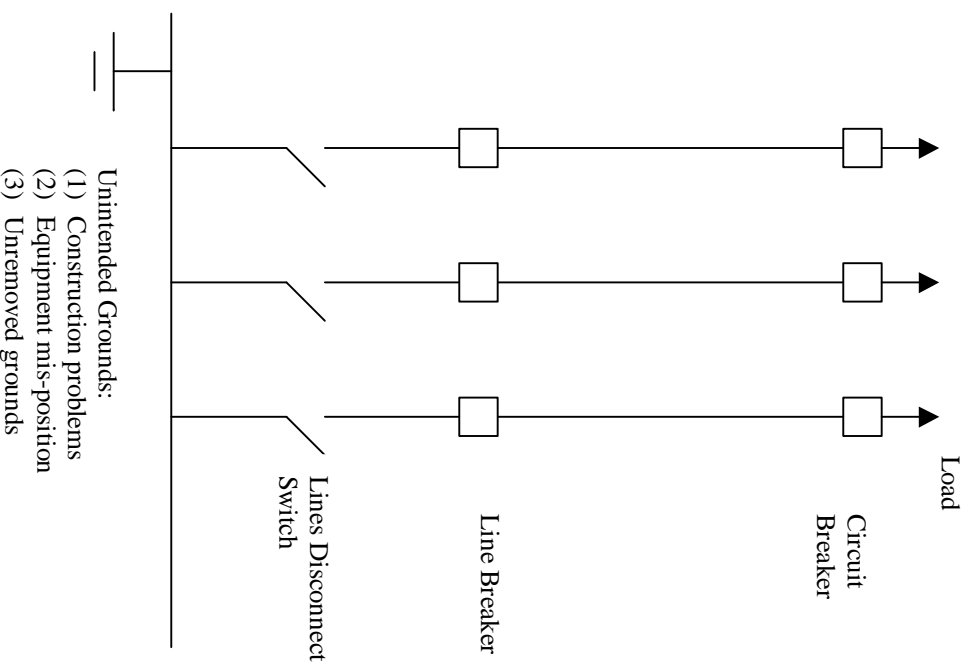 Load
Circuit
Breaker
Line Breaker
Lines Disconnect
Switch
Unintended Grounds:
(1) Construction problems
(2) Equipment mis-position
(3) Unremoved grounds